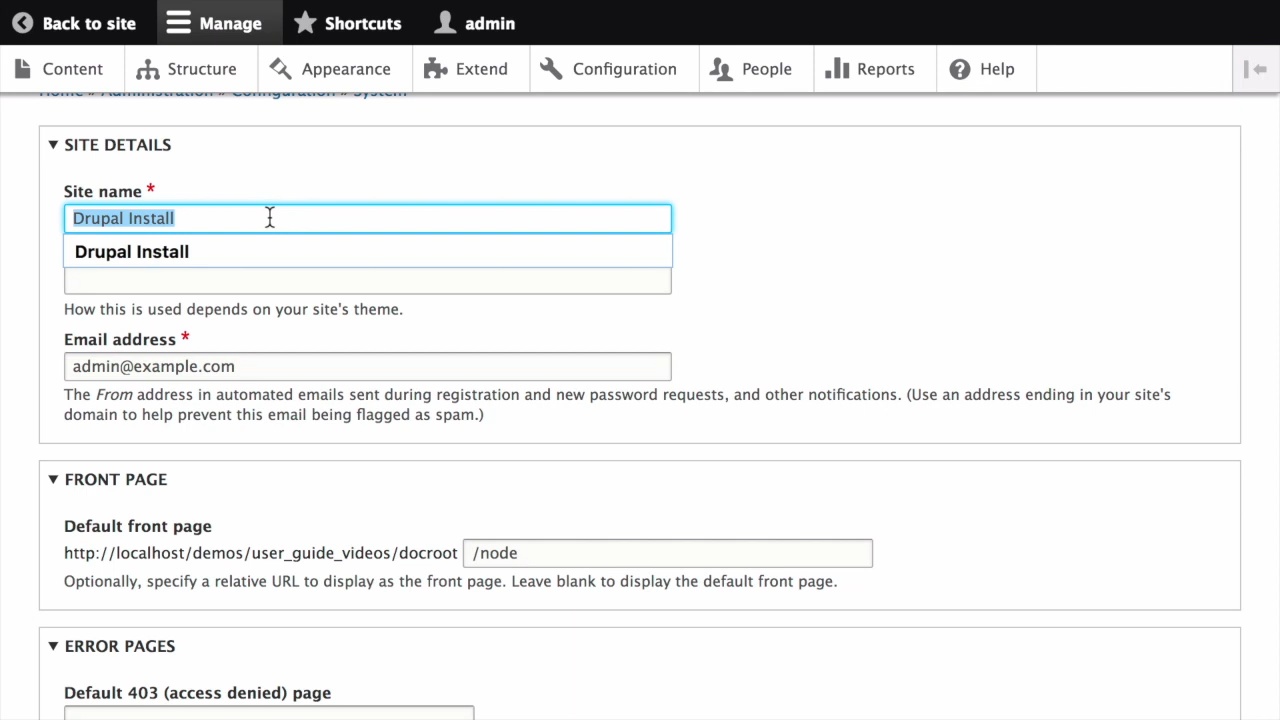 Back to site Manage Shortcuts admin
Content Structure Appearance Extend Configuration People Reports Help
Home » Administration » Configuration » System
SITE DETAILS
Site name *
Drupal Install
Drupal Install
How this is used depends on your site's theme.
Email address *
admin@example.com
The From address in automated emails sent during registration and new password requests, and other notifications. (Use an address ending in your site's
domain to help prevent this email being flagged as spam.)
FRONT PAGE
Default front page
http://localhost/demos/user_guide_videos/docroot /node
Optionally, specify a relative URL to display as the front page. Leave blank to display the default front page.
ERROR PAGES
Default 403 (access denied) page